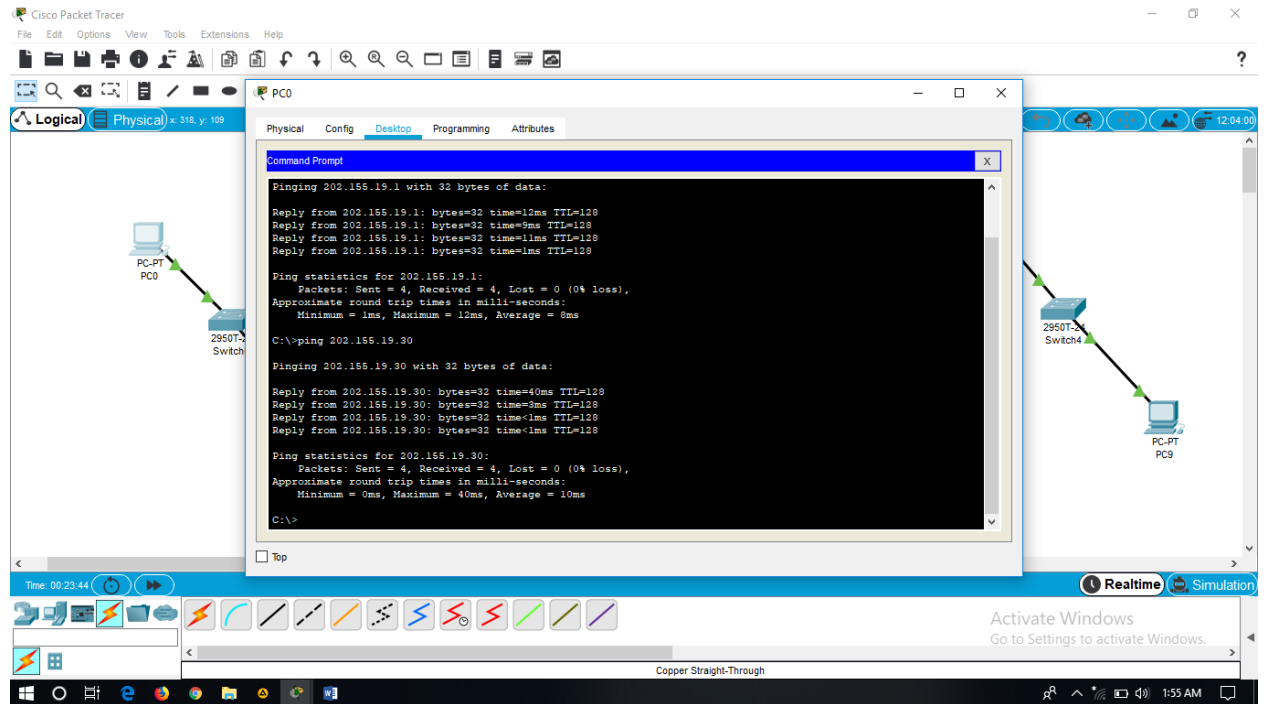 Cisco Packet Tracer
File Edit Options View Tools Extensions Help
?
Logical Physical x: 318, y: 109
12:04:00
PC0
Physical Config Desktop Programming Attributes
Command Prompt
X
Pinging 202.155.19.1 with 32 bytes of data:
Reply from 202.155.19.1: bytes=32 time=12ms TTL=128
Reply from 202.155.19.1: bytes=32 time=9ms TTL=128
Reply from 202.155.19.1: bytes=32 time=11ms TTL=128
Reply from 202.155.19.1: bytes=32 time=1ms TTL=128
Ping statistics for 202.155.19.1:
Packets: Sent = 4, Received = 4, Lost = 0 (0% loss),
Approximate round trip times in milli-seconds:
Minimum = 1ms, Maximum = 12ms, Average = 8ms
C:\>ping 202.155.19.30
Pinging 202.155.19.30 with 32 bytes of data:
Reply from 202.155.19.30: bytes=32 time=40ms TTL=128
Reply from 202.155.19.30: bytes=32 time=3ms TTL=128
Reply from 202.155.19.30: bytes=32 time<1ms TTL=128
Reply from 202.155.19.30: bytes=32 time<1ms TTL=128
Ping statistics for 202.155.19.30:
Packets: Sent = 4, Received = 4, Lost = 0 (0% loss),
Approximate round trip times in milli-seconds:
Minimum = 0ms, Maximum = 40ms, Average = 10ms
C:\>
Top
PC-PT
PC0
2950T-2
Switch
2950T-24
Switch4
PC-PT
PC9
Time: 00:23:44
Realtime Simulation
Activate Windows
Go to Settings to activate Windows.
Copper Straight-Through
1:55 AM